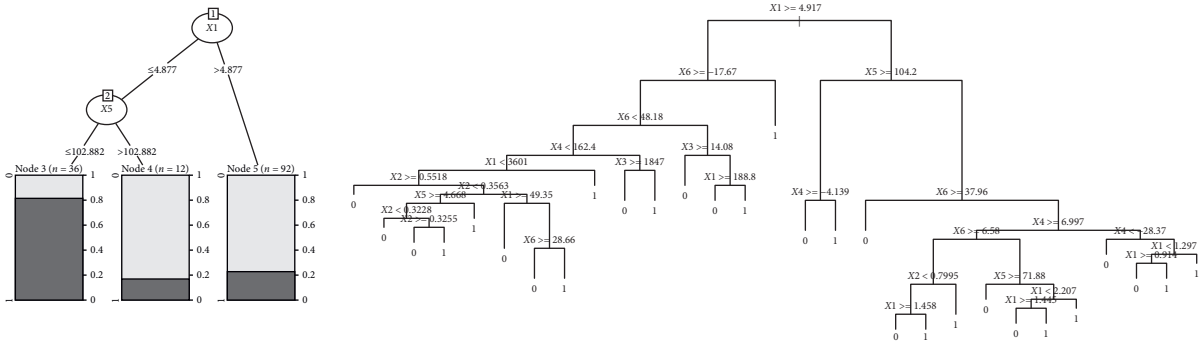 1
X1
≤4.877
>4.877
2
X5
≤102.882
>102.882
Node 3 (n = 36)
Node 4 (n = 12)
Node 5 (n = 92)
0
1
1
0.8
0.6
0.4
0.2
0
0
1
1
0.8
0.6
0.4
0.2
0
0
1
1
0.8
0.6
0.4
0.2
0
X1 >= 4.917
X6 >= −17.67
X5 >= 104.2
X6 < 48.18
1
X4 < 162.4
X3 >= 14.08
X1 < 3601
X3 >= 1847
0
X1 >= 188.8
X2 >= 0.5518
1
0
1
0
1
0
X2 < 0.3563
X5 >= 4.668
X1 >= 49.35
X2 < 0.3228
1
0
X2 >= 0.3255
0
0
1
X6 >= 28.66
0
1
X4 >= −4.139
X6 >= 37.96
0
1
0
X4 >= 6.997
X6 >= 6.58
X4 < −28.37
X1 < 1.297
0
X1 >= 0.914
1
0
1
X2 < 0.7995
X5 >= 71.88
X1 >= 1.458
1
0
X1 < 2.207
X1 >= 1.445
1
0
1
0
1